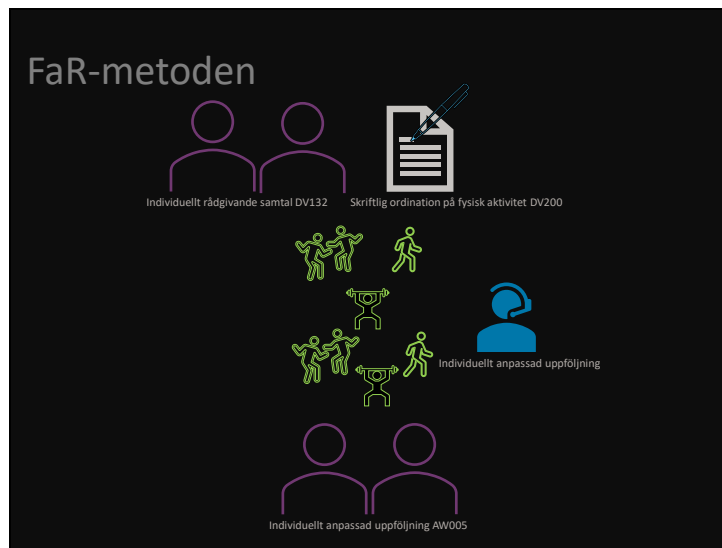 FaR-metoden
Individuellt rådgivande samtal DV132
Skriftlig ordination på fysisk aktivitet DV200
Individuellt anpassad uppföljning
Individuellt anpassad uppföljning AW005